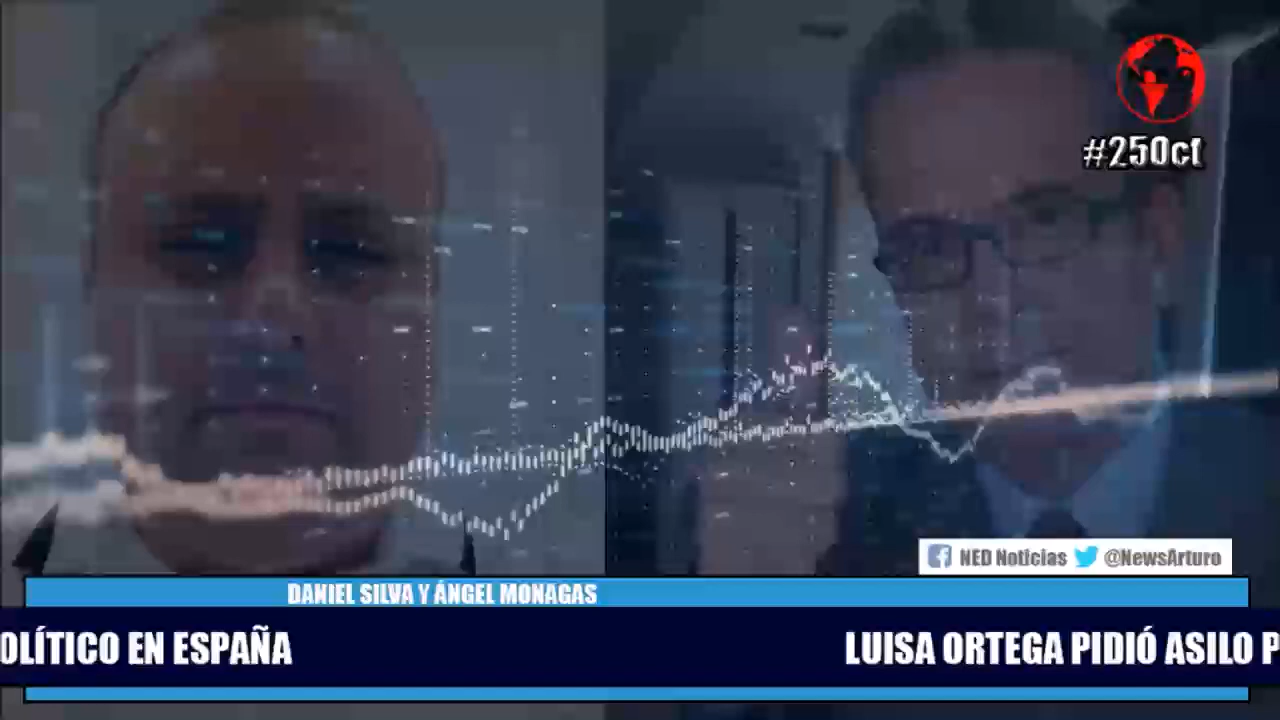 #25Oct
NED Noticias @NewsArturo
DANIEL SILVA Y ÁNGEL MONAGAS
OLÍTICO EN ESPAÑA LUISA ORTEGA PIDIÓ ASILO P